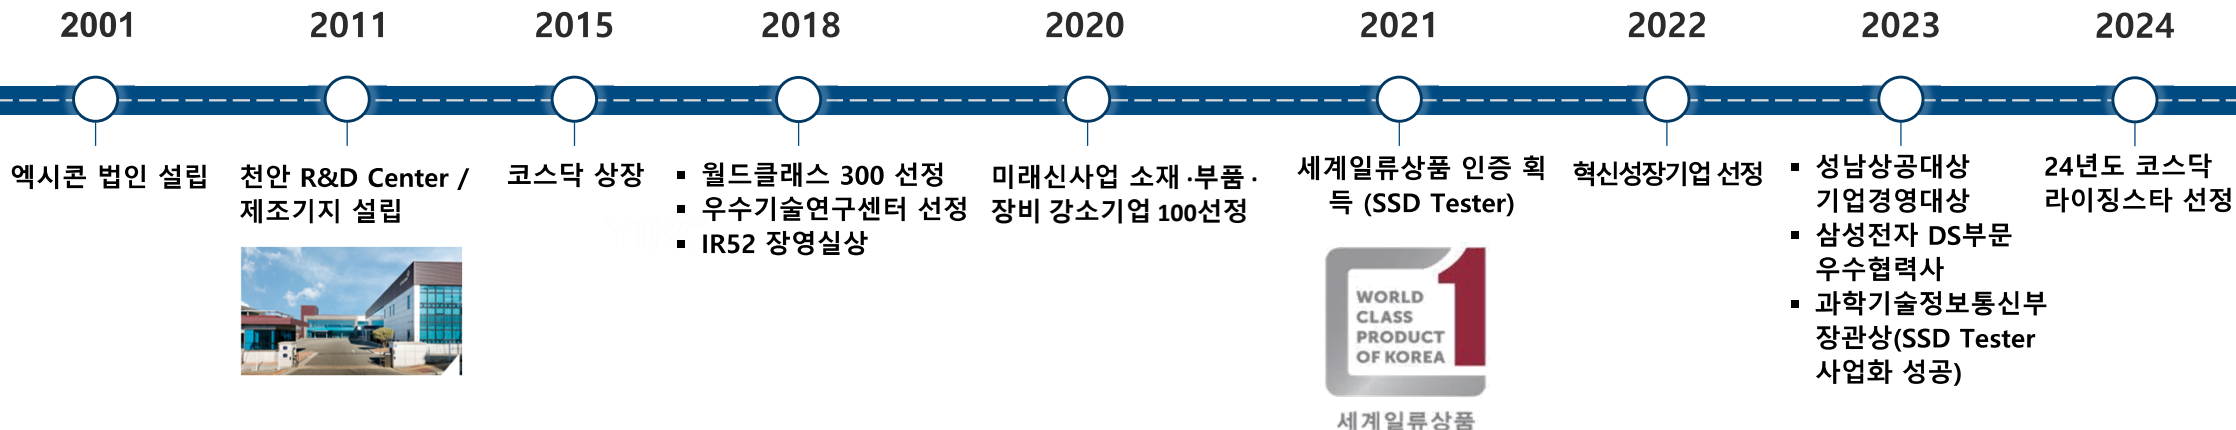 2001
엑시콘 법인 설립
2011
천안 R&D Center /
제조기지 설립
2015
코스닥 상장
2018
▪ 월드클래스 300 선정
▪ 우수기술연구센터 선정
▪ IR52 장영실상
2020
미래신사업 소재 ·부품 ·
장비 강소기업 100선정
2021
세계일류상품 인증 획
득 (SSD Tester)
WORLD
CLASS
PRODUCT
OF KOREA
1
세계일류상품
2022
혁신성장기업 선정
2023
▪ 성남상공대상
기업경영대상
▪ 삼성전자 DS부문
우수협력사
▪ 과학기술정보통신부
장관상(SSD Tester
사업화 성공)
2024
24년도 코스닥
라이징스타 선정